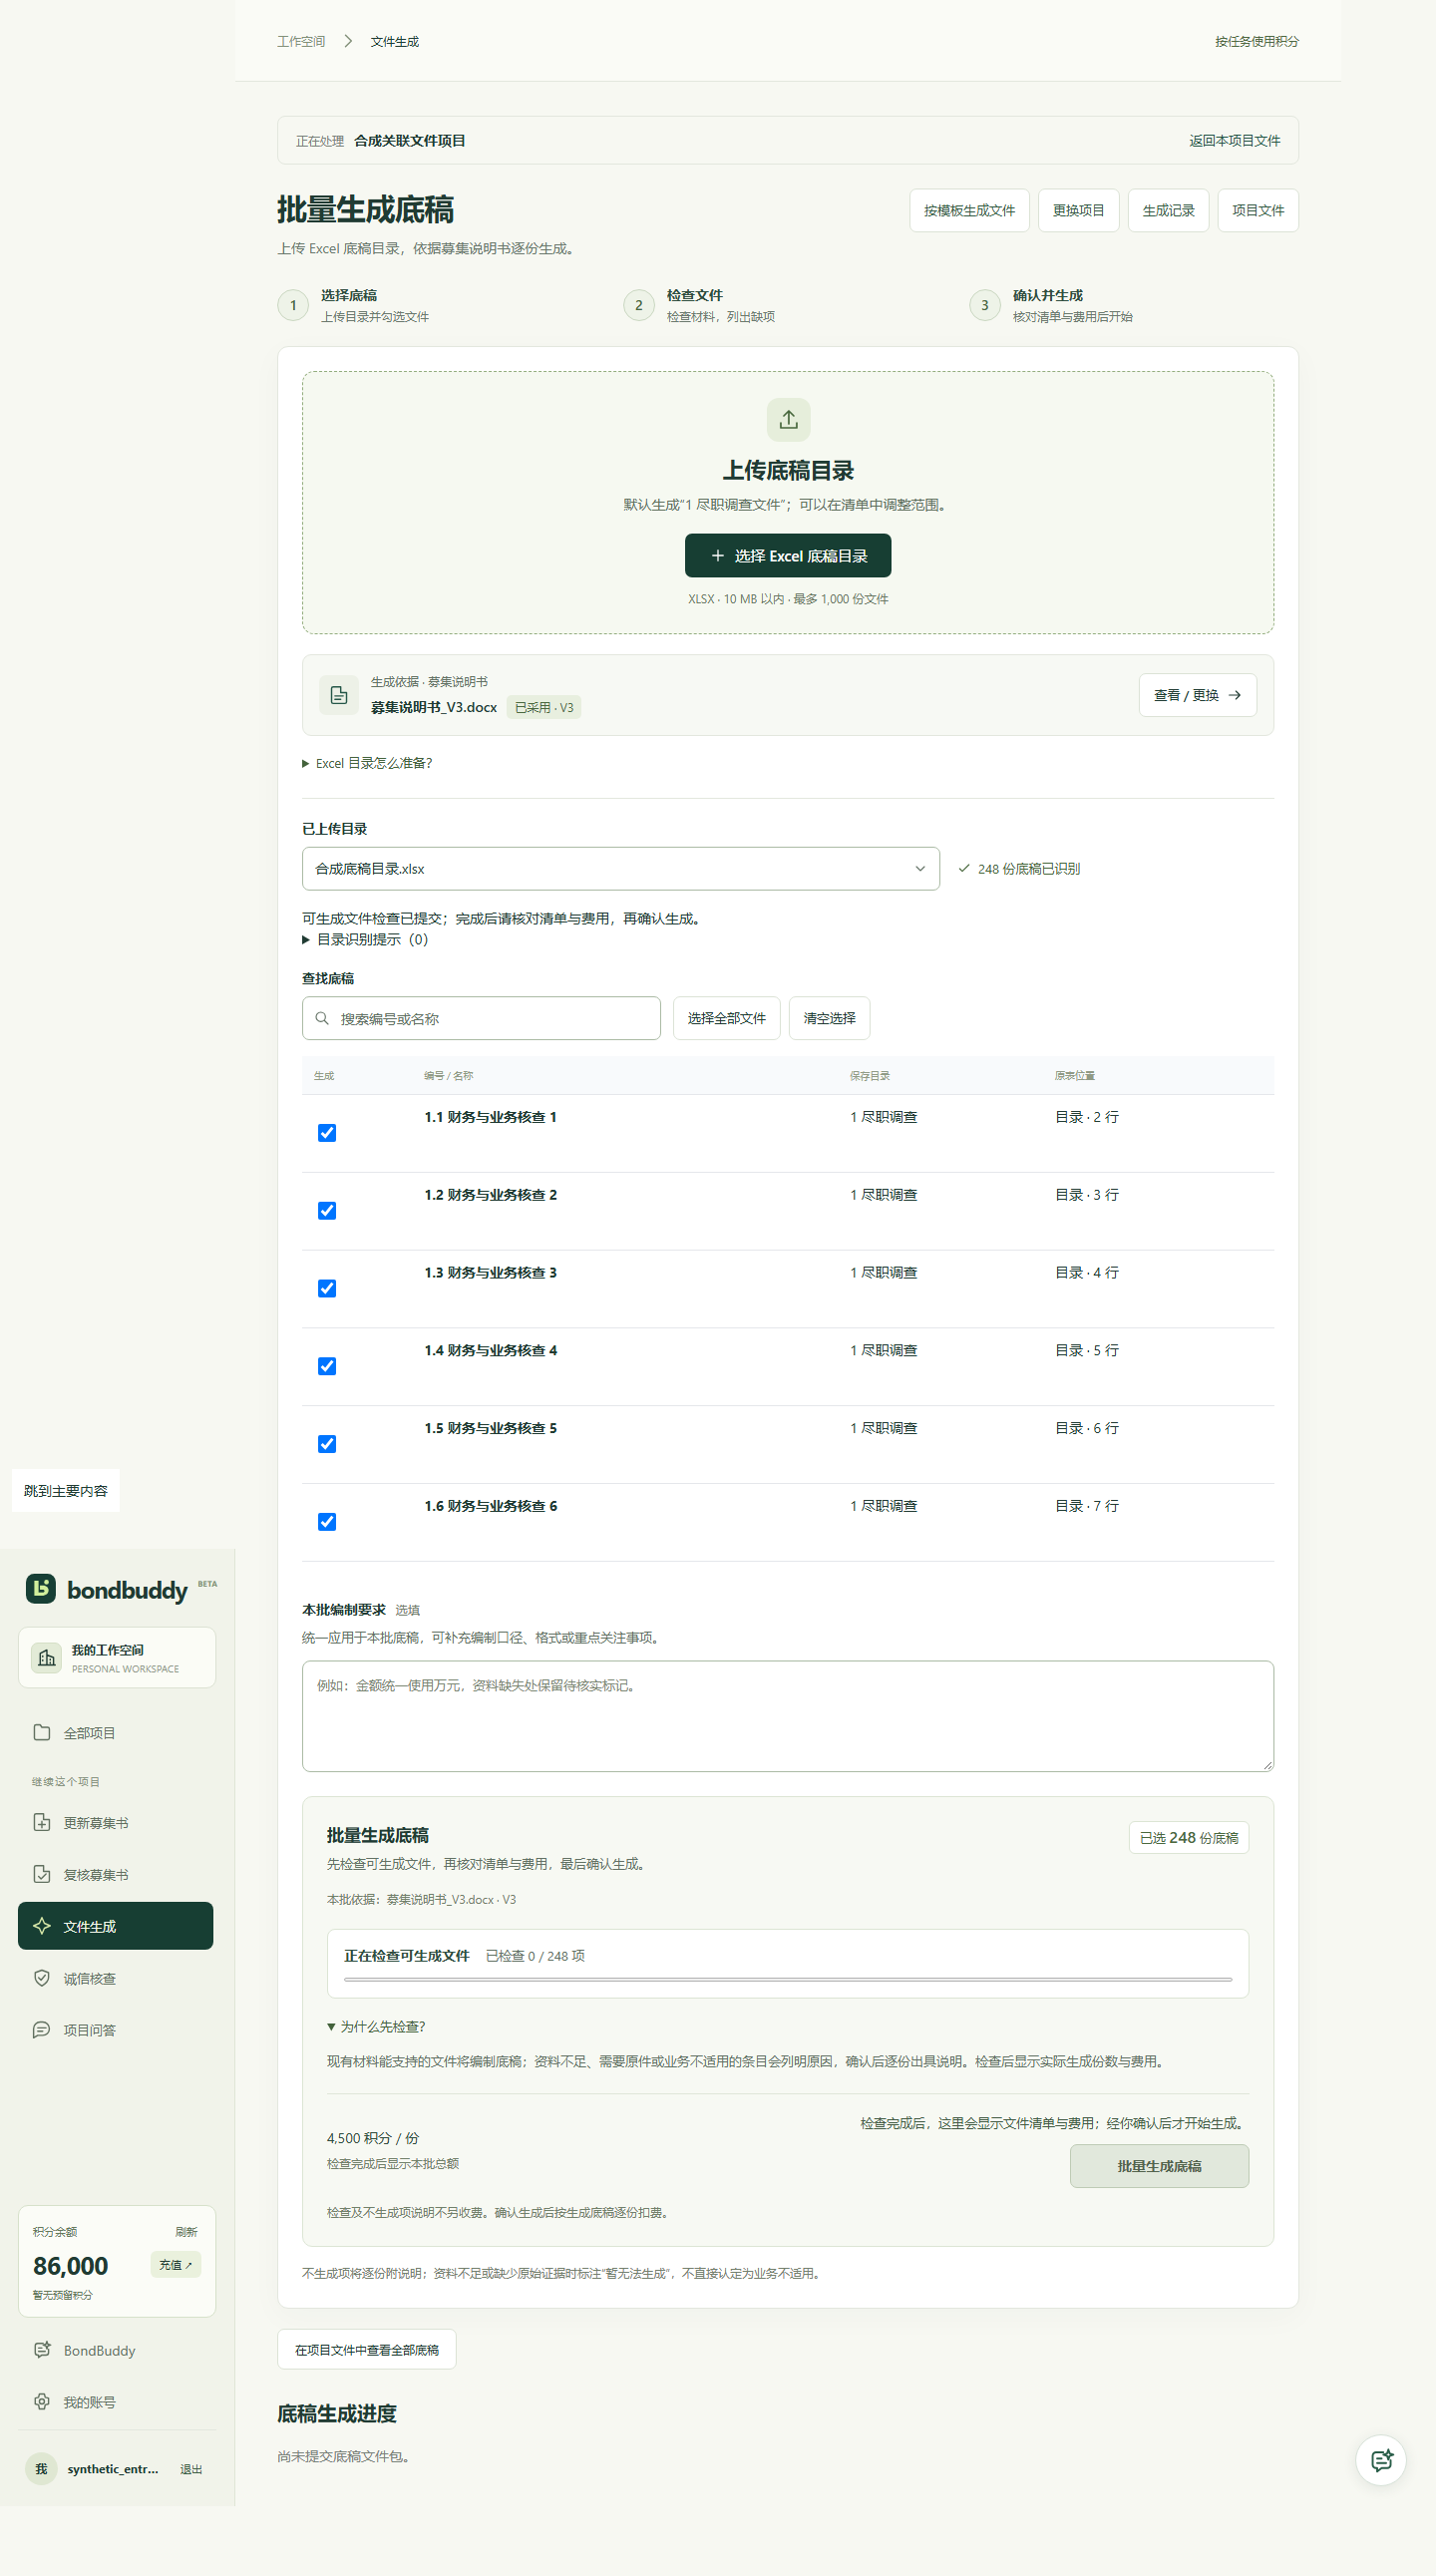 工作空间
文件生成
按任务使用积分
正在处理 合成关联文件项目
返回本项目文件
批量生成底稿
按模板生成文件
更换项目
生成记录
项目文件
上传 Excel 底稿目录，依据募集说明书逐份生成。
1 选择底稿
上传目录并勾选文件
2 检查文件
检查材料，列出缺项
3 确认并生成
核对清单与费用后开始
上传底稿目录
默认生成“1 尽职调查文件”；可以在清单中调整范围。
选择 Excel 底稿目录
XLSX · 10 MB 以内 · 最多 1,000 份文件
生成依据 · 募集说明书
募集说明书_V3.docx 已采用 · V3
查看 / 更换
Excel 目录怎么准备？
已上传目录
合成底稿目录.xlsx
248 份底稿已识别
可生成文件检查已提交；完成后请核对清单与费用，再确认生成。
目录识别提示（0）
查找底稿
搜索编号或名称
选择全部文件
清空选择
生成 编号 / 名称 保存目录 原表位置
1.1 财务与业务核查 1 1 尽职调查 目录 · 2 行
1.2 财务与业务核查 2 1 尽职调查 目录 · 3 行
1.3 财务与业务核查 3 1 尽职调查 目录 · 4 行
1.4 财务与业务核查 4 1 尽职调查 目录 · 5 行
1.5 财务与业务核查 5 1 尽职调查 目录 · 6 行
1.6 财务与业务核查 6 1 尽职调查 目录 · 7 行
本批编制要求 选填
统一应用于本批底稿，可补充编制口径、格式或重点关注事项。
例如：金额统一使用万元，资料缺失处保留待核实标记。
批量生成底稿
已选 248 份底稿
先检查可生成文件，再核对清单与费用，最后确认生成。
本批依据：募集说明书_V3.docx · V3
正在检查可生成文件 已检查 0 / 248 项
为什么先检查？
现有材料能支持的文件将编制底稿；资料不足、需要原件或业务不适用的条目会列明原因，确认后逐份出具说明。检查后显示实际生成份数与费用。
4,500 积分 / 份
检查完成后显示本批总额
检查完成后，这里会显示文件清单与费用；经你确认后才开始生成。
批量生成底稿
检查及不生成项说明不另收费。确认生成后按生成底稿逐份扣费。
不生成项将逐份附说明；资料不足或缺少原始证据时标注“暂无法生成”，不直接认定为业务不适用。
在项目文件中查看全部底稿
底稿生成进度
尚未提交底稿文件包。
跳到主要内容
bondbuddy BETA
我的工作空间
PERSONAL WORKSPACE
全部项目
继续这个项目
更新募集书
复核募集书
文件生成
诚信核查
项目问答
积分余额 刷新
86,000 充值 ↗
暂无预留积分
BondBuddy
我的账号
我 synthetic_entr... 退出